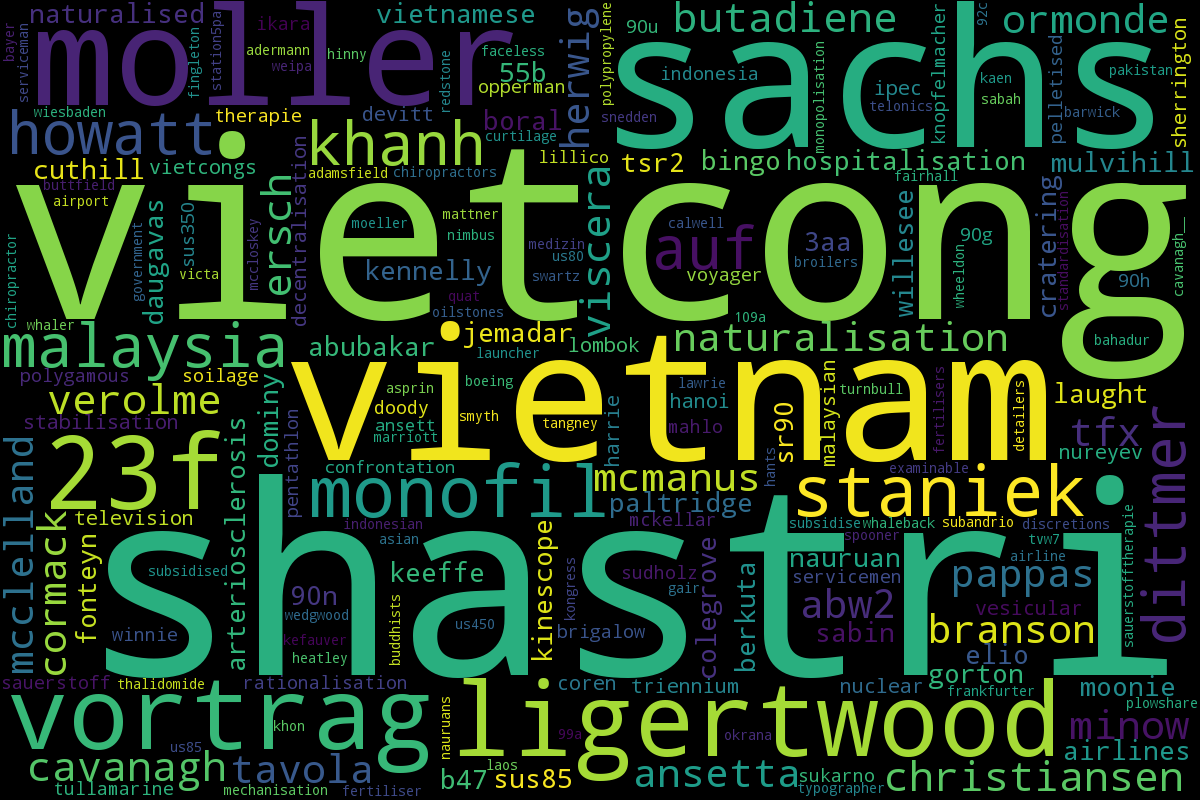 naturalised
vietnamese
butadiene
ormonde
bayer
serviceman
moller
ikara
adermann
weipa
hinny
fingleton
redstone
faceless
55b
opperman
herwig
polypropylene
90u
sachs
indonesia
monopolisation
ipec
telonics
knopfelmacher
92c
kaen
sabah
pelletised
pakistan
barwick
sherrington
wiesbaden
howatt
therapie
devitt
boral
curtilage
snedden
khanh
lillico
tsr2
bingo
hospitalisation
mulvihill
cuthill
vietcongs
adamsfield
chiropractors
fairhall
buttfield
airport
vietcong
chiropractor
government
daugavas
sus350
victa
mccloskey
ersch
decentralisation
moeller
mattner
nimbus
kennelly
quat
oilstones
medizin
us80
swartz
viscera
calwell
auf
voyager
3aa
broilers
willesee
90g
wheeldon
cratering
standardisation
90h
cavanagh__
bahadur
109a
whaler
malaysia
abubakar
jemadar
launcher
lombok
naturalisation
polygamous
soilage
vietnam
verolme
dominy
asprin
boeing
doody
ansett
marriott
smyth
tangney
harrie
lawrie
hanoi
mahlo
hants
sr90
malaysian
turnbull
fertilisers
detailers
laught
tfx
nureyev
dittmer
stabilisation
23f
arteriosclerosis
pentathlon
confrontation
monofil
mcmanus
paltridge
examinable
staniek
mcclelland
cormack
television
fonteyn
shastri
subsidised
indonesian
asian
keeffe
kinescope
mckellar
subsidise
whaleback
spooner
subandrio
discretions
tvw7
airline
nauruan
servicemen
pappas
90n
wedgwood
kefauver
heatley
buddhists
us450
kongress
brigalow
sudholz
gair
colegrove
berkuta
abw2
sabin
vesicular
branson
elio
sauerstofftherapie
winnie
sauerstoff
thalidomide
rationalisation
coren
triennium
nuclear
gorton
frankfurter
moonie
plowshare
vortrag
khon
us85
nauruans
ligertwood
99a
okrana
minow
airlines
cavanagh
tavola
laos
b47
sus85
ansetta
sukarno
typographer
christiansen
tullamarine
mechanisation
fertiliser